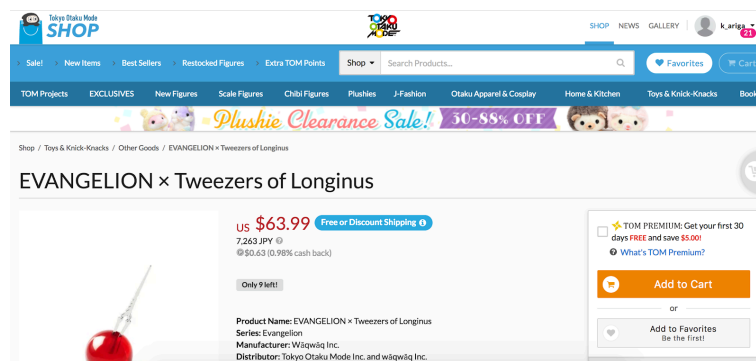 Tokyo Otaku Mode
SHOP
TOKYO
OTAKU
MODE
SHOP NEWS GALLERY k_ariga_
21
Sale! New Items Best Sellers Restocked Figures Extra TOM Points Shop Search Products... Favorites Cart
TOM Projects EXCLUSIVES New Figures Scale Figures Chibi Figures Plushies J-Fashion Otaku Apparel & Cosplay Home & Kitchen Toys & Knick-Knacks Book
Plushie Clearance Sale! 30-88% OFF
Shop / Toys & Knick-Knacks / Other Goods / EVANGELION × Tweezers of Longinus
EVANGELION × Tweezers of Longinus
US $63.99 Free or Discount Shipping
7,263 JPY
$0.63 (0.98% cash back)
Only 9 left!
Product Name: EVANGELION × Tweezers of Longinus
Series: Evangelion
Manufacturer: Wāqwāq Inc.
Distributor: Tokyo Otaku Mode Inc. and wāqwāq Inc.
TOM PREMIUM: Get your first 30
days FREE and save $5.00!
What's TOM Premium?
Add to Cart
or
Add to Favorites
Be the first!